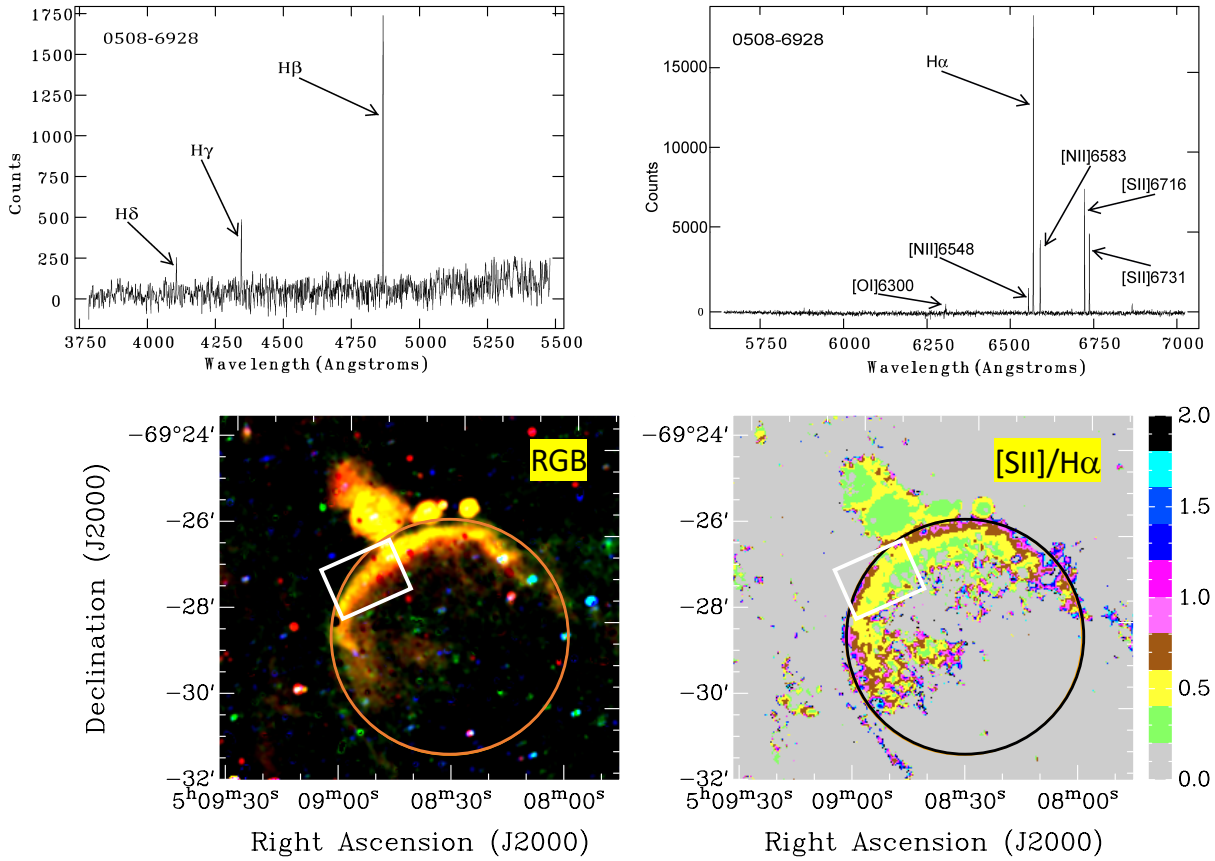 1750
1500
1250
1000
750
500
250
0
Counts
0508-6928
Hβ
Hγ
Hδ
3750 4000 4250 4500 4750 5000 5250 5500
Wavelength(Angstroms)
15000
10000
5000
0
Counts
0508-6928
Hα
[NII]6583
[SII]6716
[NII]6548
[SII]6731
[OI]6300
5750 6000 6250 6500 6750 7000
Wavelength(Angstroms)
Declination (J2000)
−69°24′
−26′
−28′
−30′
−32′
RGB
5h09m30s 09m00s 08m30s 08m00s
Right Ascension (J2000)
−69°24′
−26′
−28′
−30′
−32′
[SII]/Hα
5h09m30s 09m00s 08m30s 08m00s
Right Ascension (J2000)
2.0
1.5
1.0
0.5
0.0